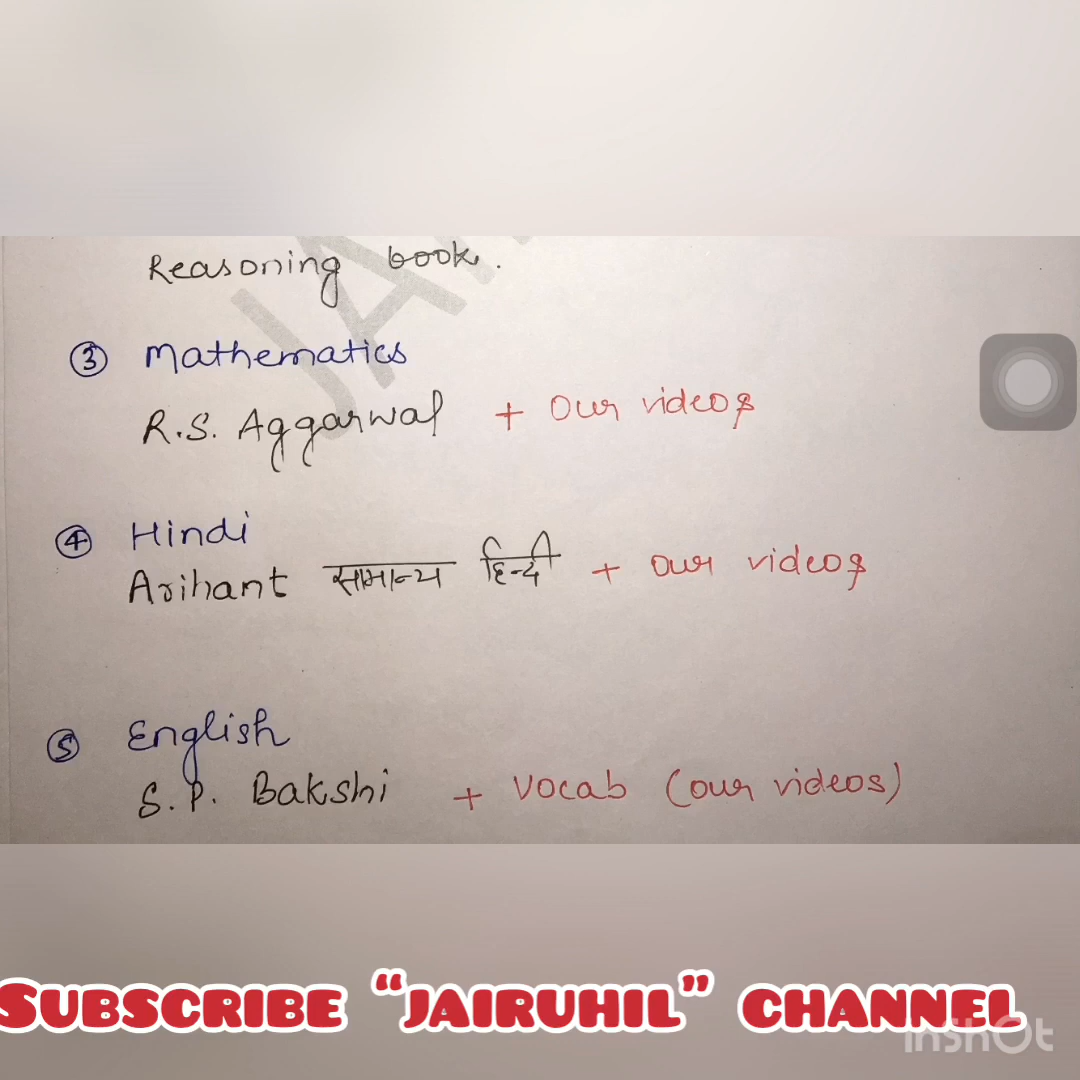 JAI
Reasoning book.
③ Mathematics
R.S. Aggarwal + Our videos
④ Hindi
Arihant सामान्य हिन्दी + Our videos
⑤ English
S.P. Bakshi + Vocab (our videos)
SUBSCRIBE “JAIRUHIL” CHANNEL
InShOt